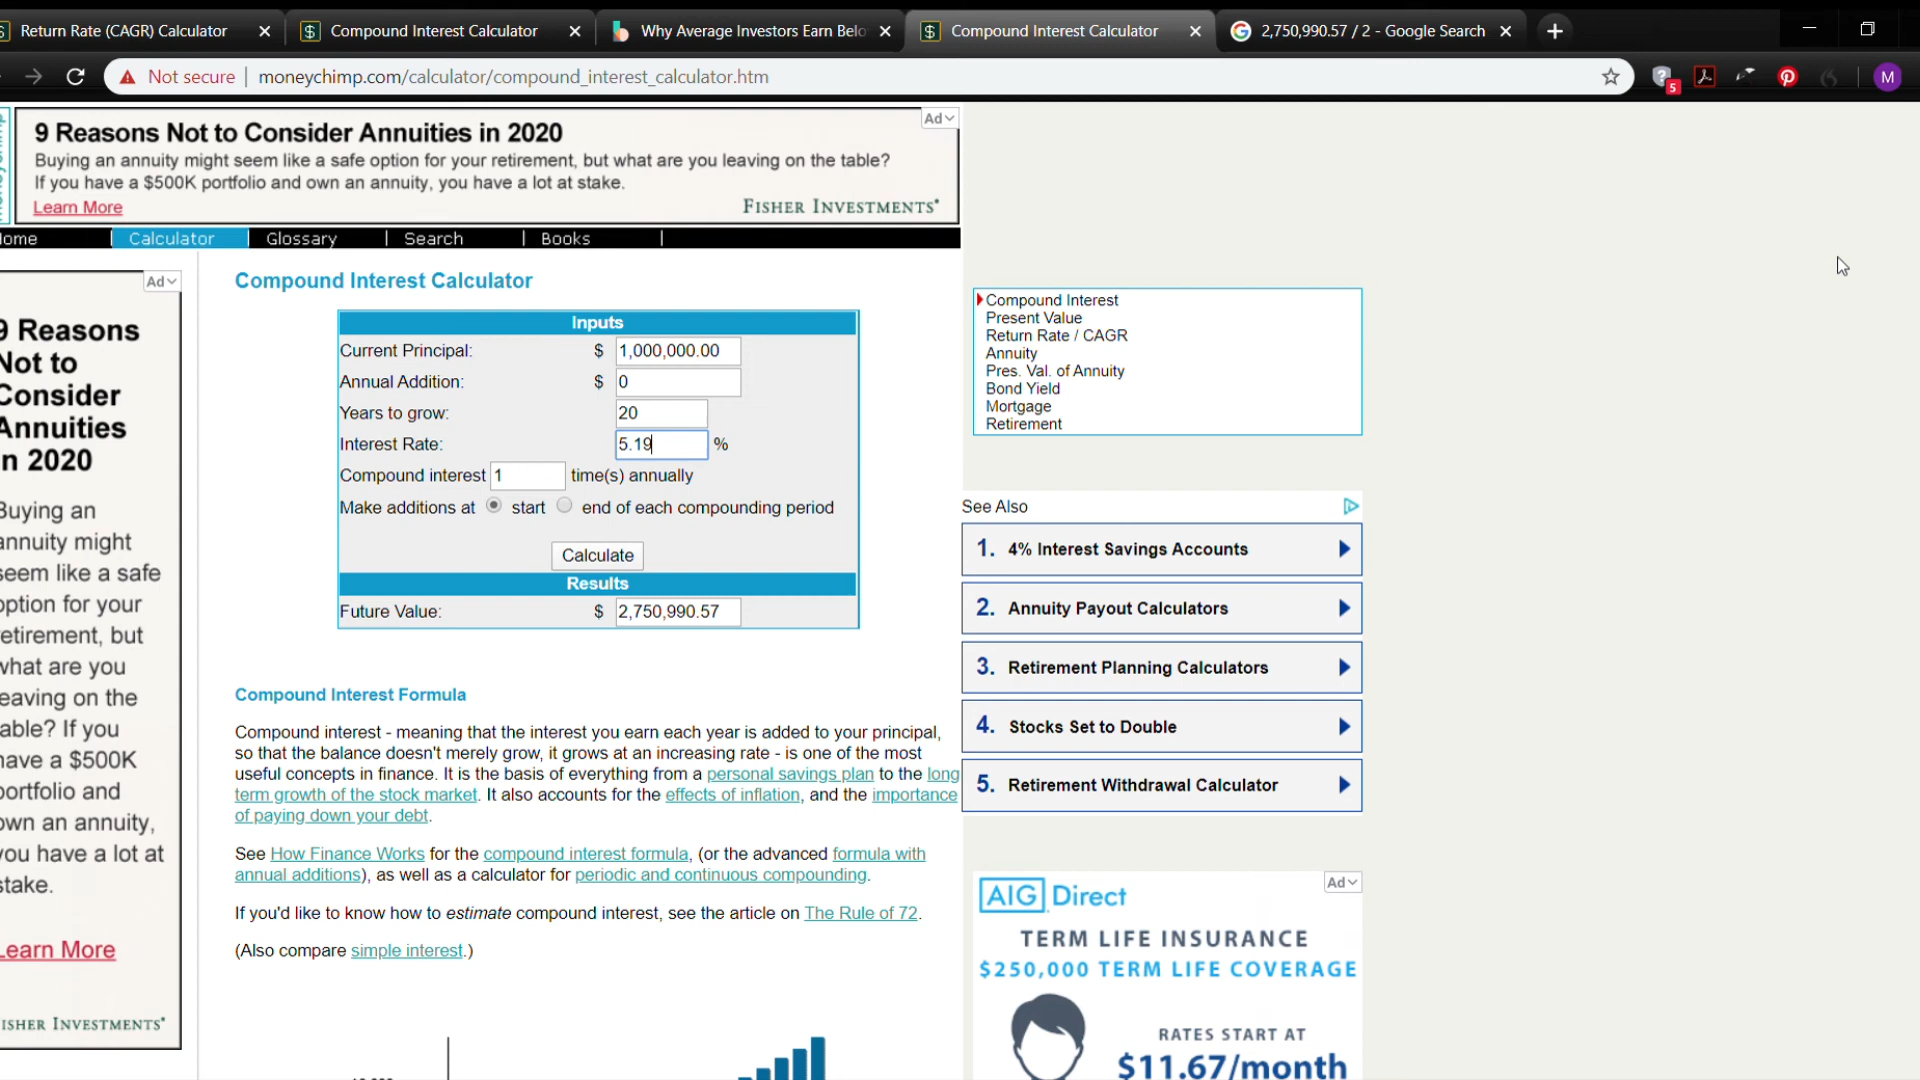 Return Rate (CAGR) Calculator
Compound Interest Calculator
Why Average Investors Earn Belo
Compound Interest Calculator
2,750,990.57 / 2 - Google Search
Not secure
moneychimp.com/calculator/compound_interest_calculator.htm
5
M
9 Reasons Not to Consider Annuities in 2020
Ad
Buying an annuity might seem like a safe option for your retirement, but what are you leaving on the table?
If you have a $500K portfolio and own an annuity, you have a lot at stake.
Learn More
FISHER INVESTMENTS
ome
Calculator
Glossary
Search
Books
Ad
9 Reasons
Not to
Consider
Annuities
in 2020
Buying an
annuity might
seem like a safe
option for your
retirement, but
what are you
leaving on the
table? If you
have a $500K
portfolio and
own an annuity,
you have a lot at
stake.
Learn More
ISHER INVESTMENTS
Compound Interest Calculator
Inputs
Current Principal: $ 1,000,000.00
Annual Addition: $ 0
Years to grow: 20
Interest Rate: 5.19 %
Compound interest 1 time(s) annually
Make additions at start end of each compounding period
Calculate
Results
Future Value: $ 2,750,990.57
Compound Interest Formula
Compound interest - meaning that the interest you earn each year is added to your principal,
so that the balance doesn't merely grow, it grows at an increasing rate - is one of the most
useful concepts in finance. It is the basis of everything from a personal savings plan to the long
term growth of the stock market. It also accounts for the effects of inflation, and the importance
of paying down your debt.
See How Finance Works for the compound interest formula, (or the advanced formula with
annual additions), as well as a calculator for periodic and continuous compounding.
If you'd like to know how to estimate compound interest, see the article on The Rule of 72.
(Also compare simple interest.)
Compound Interest
Present Value
Return Rate / CAGR
Annuity
Pres. Val. of Annuity
Bond Yield
Mortgage
Retirement
See Also
1. 4% Interest Savings Accounts
2. Annuity Payout Calculators
3. Retirement Planning Calculators
4. Stocks Set to Double
5. Retirement Withdrawal Calculator
Ad
AIG Direct
TERM LIFE INSURANCE
$250,000 TERM LIFE COVERAGE
RATES START AT
$11.67/month